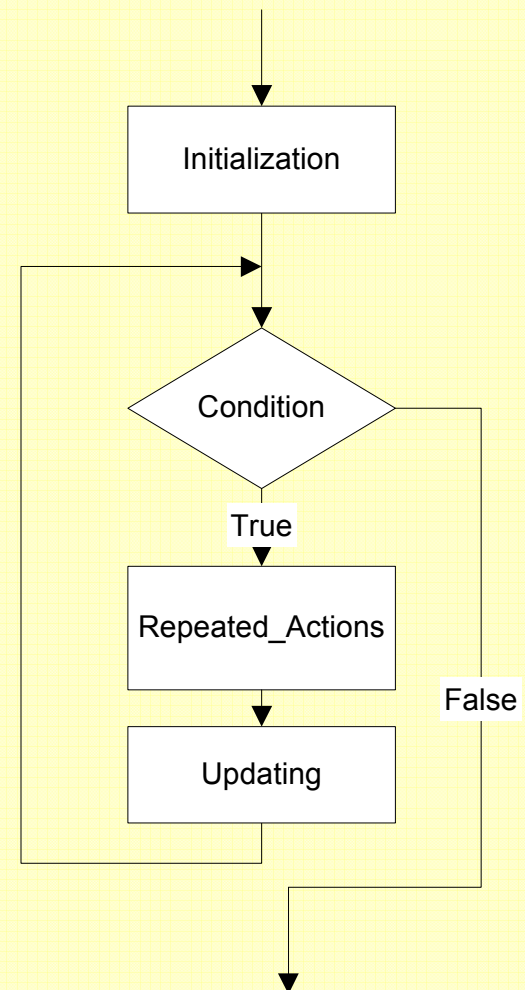 Initialization
Condition
True
Repeated_Actions
False
Updating